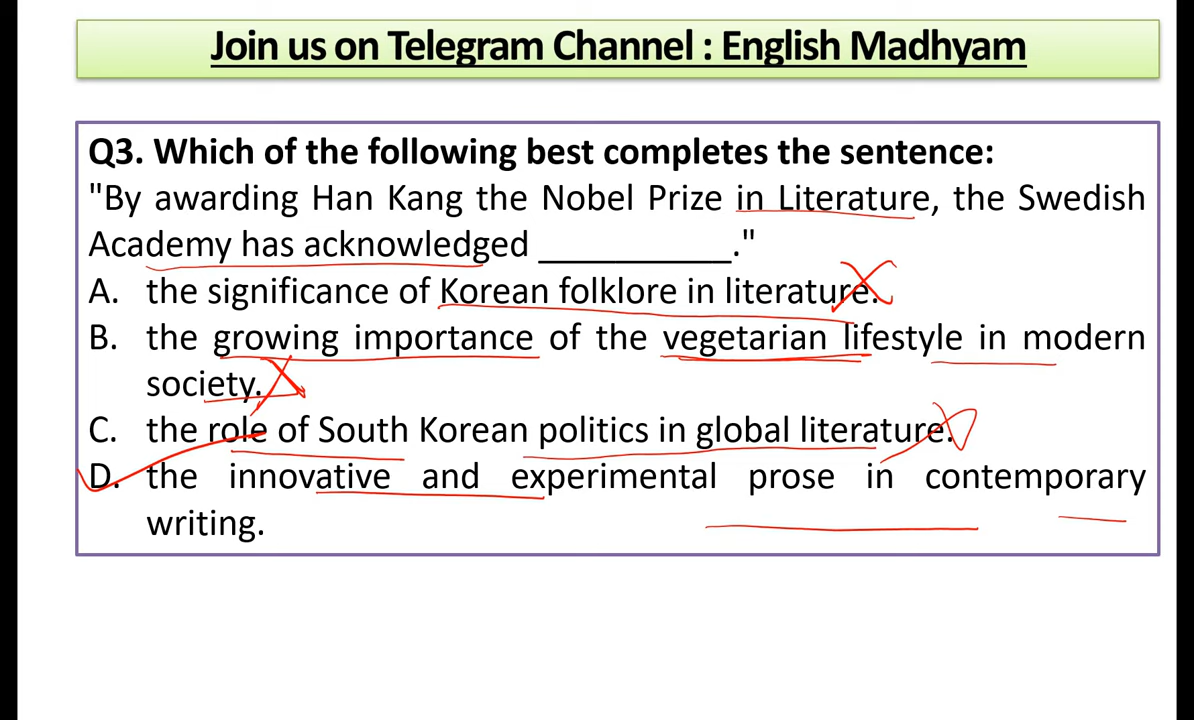 Join us on Telegram Channel : English Madhyam
Q3. Which of the following best completes the sentence:
"By awarding Han Kang the Nobel Prize in Literature, the Swedish
Academy has acknowledged __________."
A. the significance of Korean folklore in literature.
B. the growing importance of the vegetarian lifestyle in modern
society.
C. the role of South Korean politics in global literature.
D. the innovative and experimental prose in contemporary
writing.